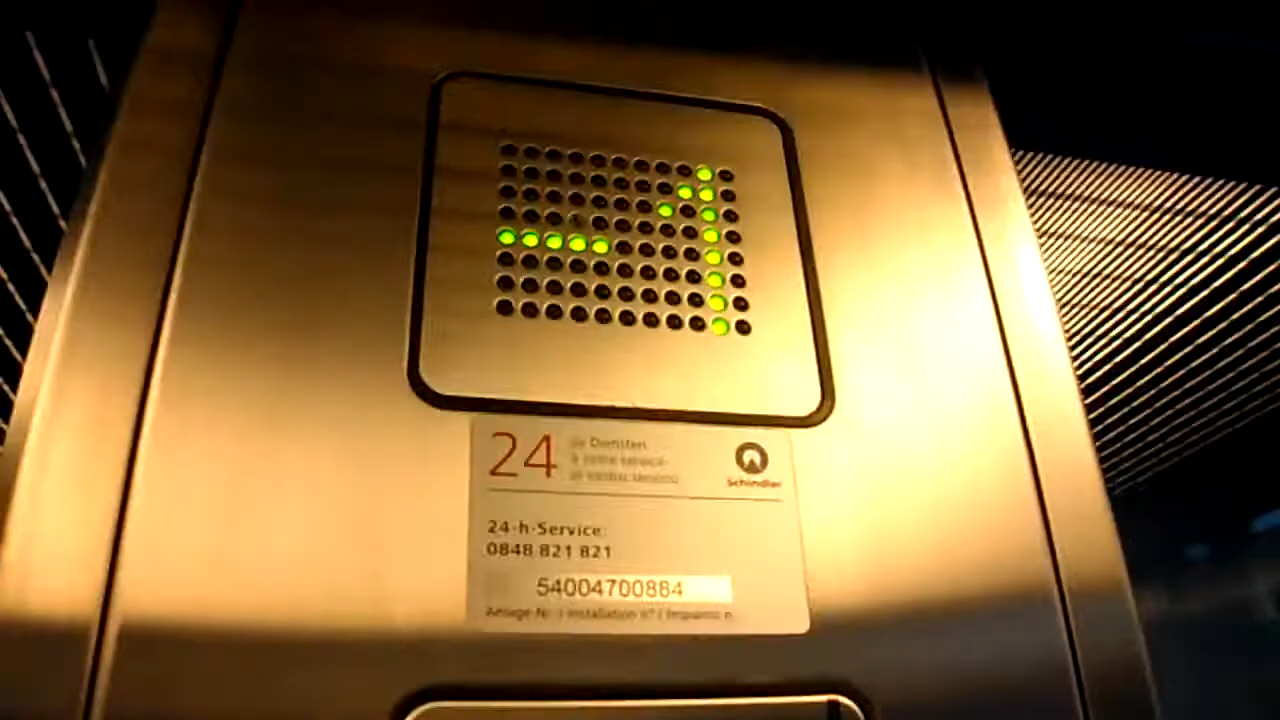 -1
24
zu Diensten
à votre service
al vostro servizio
Schindler
24-h-Service:
0848 821 821
54004700884
Anlage Nr. / Installation n° / Impianto n.